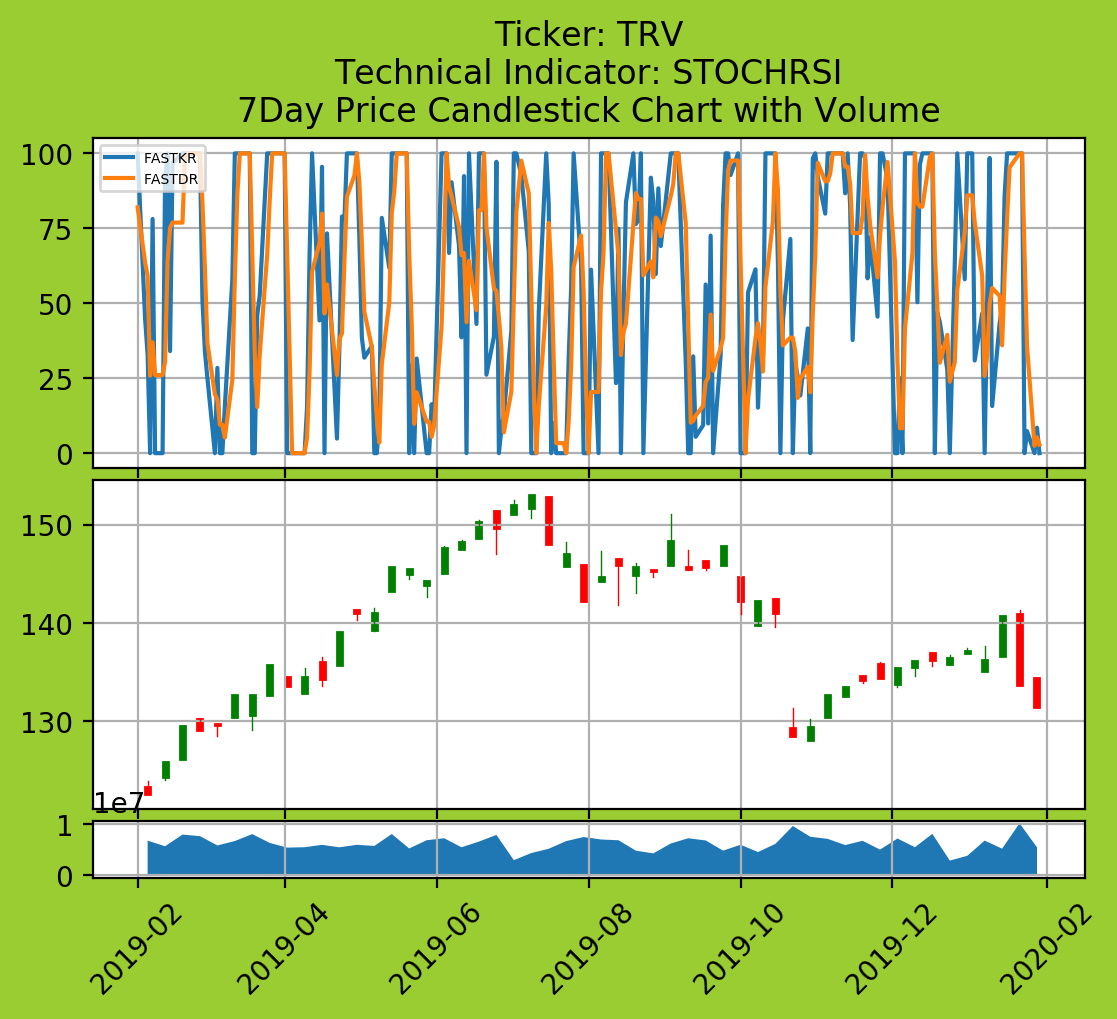 Ticker: TRV
Technical Indicator: STOCHRSI
7Day Price Candlestick Chart with Volume
100
75
50
25
0
FASTKR
FASTDR
150
140
130
1e7
1
0
2019-02
2019-04
2019-06
2019-08
2019-10
2019-12
2020-02